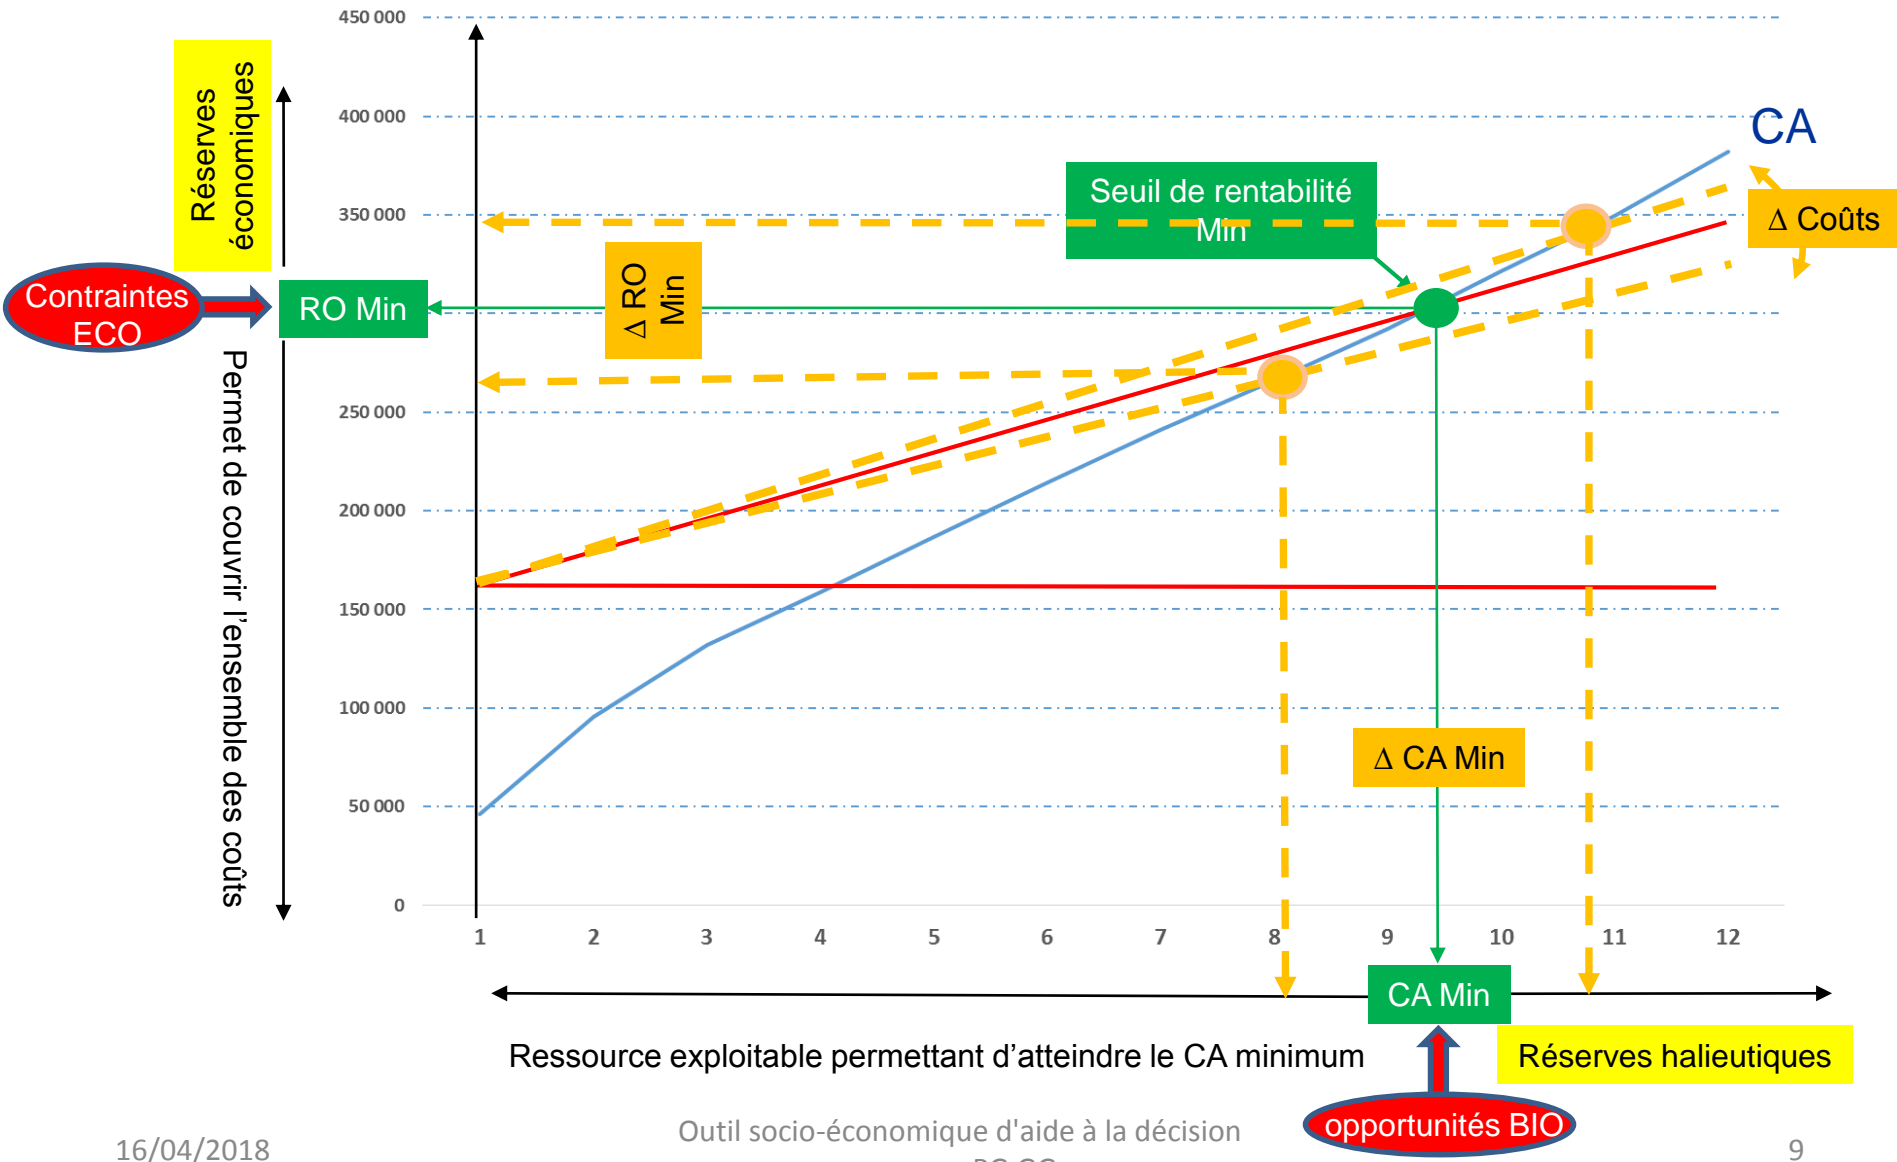 450 000
400 000
350 000
250 000
200 000
150 000
100 000
50 000
0
Réserves
économiques
Contraintes
ECO
RO Min
Permet de couvrir l'ensemble des coûts
Δ RO
Min
Seuil de rentabilité
Min
CA
Δ Coûts
Δ CA Min
1 2 3 4 5 6 7 8 9 10 11 12
CA Min
Ressource exploitable permettant d’atteindre le CA minimum
Réserves halieutiques
opportunités BIO
16/04/2018
Outil socio-économique d'aide à la décision
9